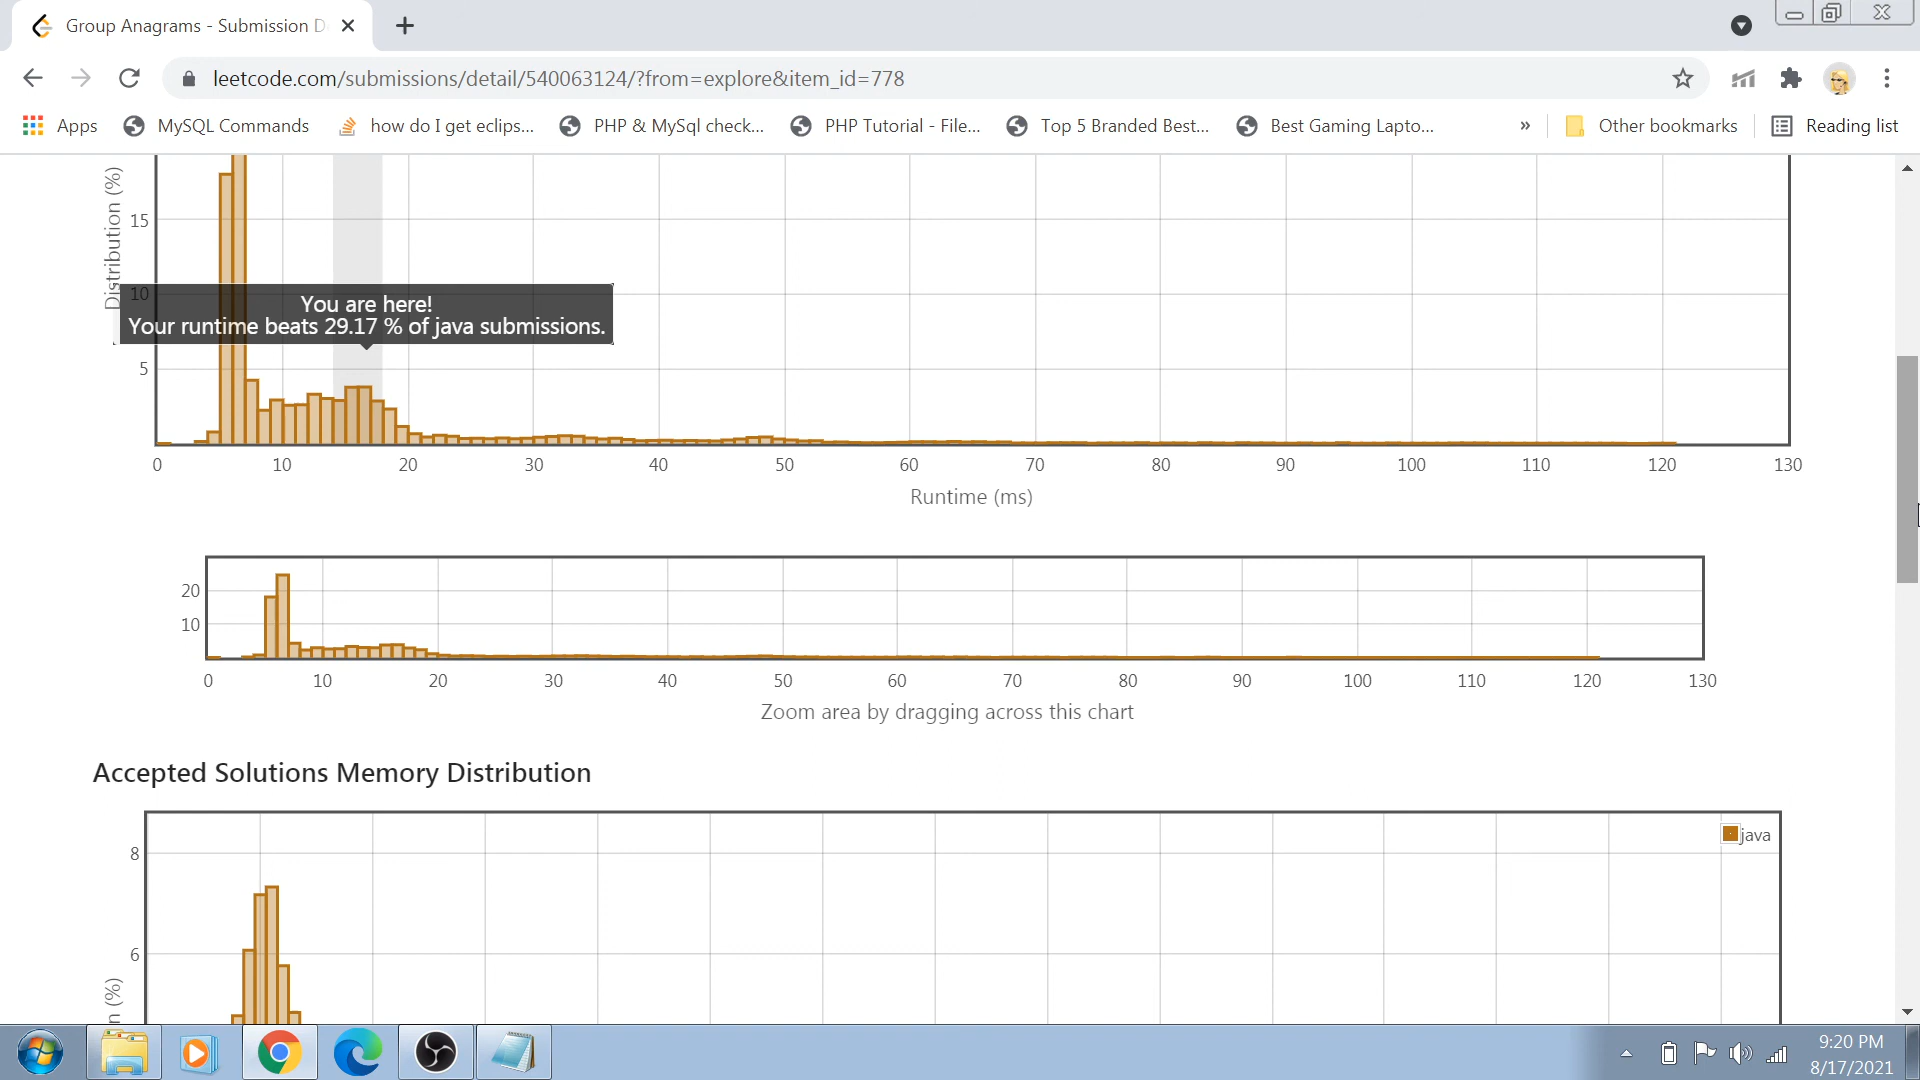 Group Anagrams - Submission D
leetcode.com/submissions/detail/540063124/?from=explore&item_id=778
Apps
MySQL Commands
how do I get eclips...
PHP & MySql check...
PHP Tutorial - File...
Top 5 Branded Best...
Best Gaming Lapto...
»
Other bookmarks
Reading list
Distribution (%)
15
10
5
You are here!
Your runtime beats 29.17 % of java submissions.
0 10 20 30 40 50 60 70 80 90 100 110 120 130
Runtime (ms)
20
10
0 10 20 30 40 50 60 70 80 90 100 110 120 130
Zoom area by dragging across this chart
Accepted Solutions Memory Distribution
java
8
6
n (%)
9:20 PM
8/17/2021